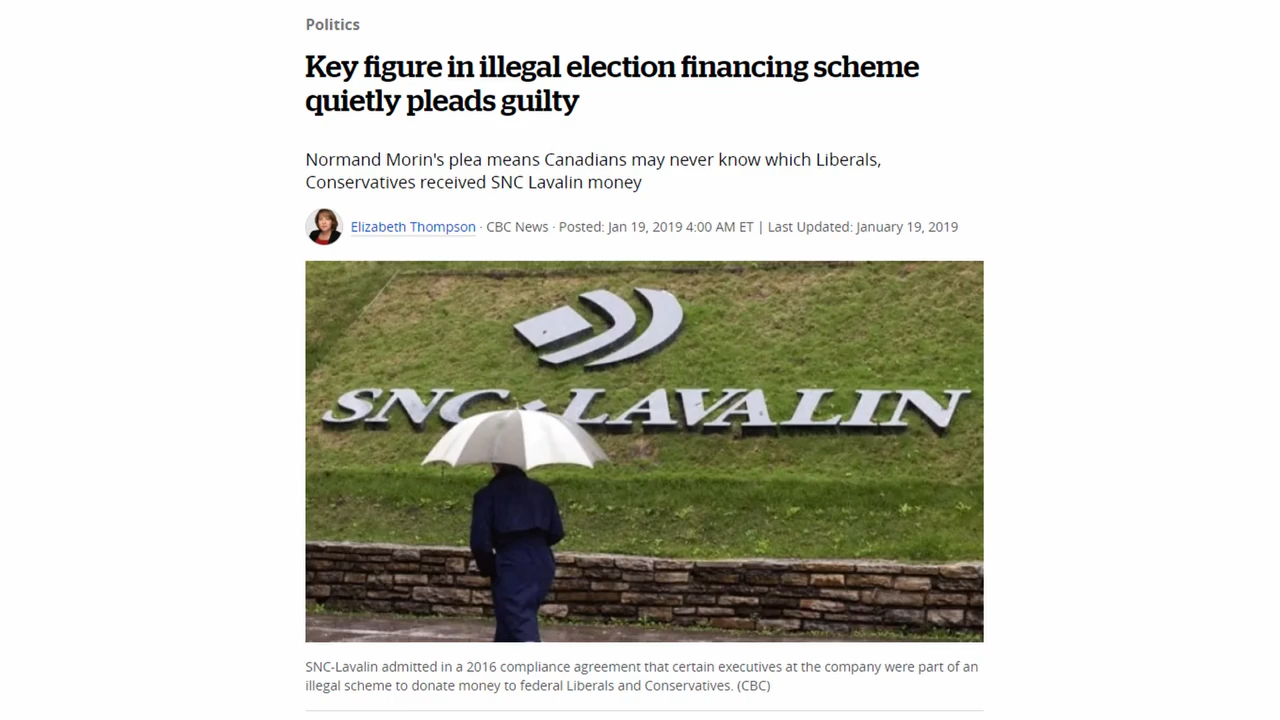 Politics
Key figure in illegal election financing scheme
quietly pleads guilty
Normand Morin's plea means Canadians may never know which Liberals,
Conservatives received SNC Lavalin money
Elizabeth Thompson · CBC News · Posted: Jan 19, 2019 4:00 AM ET | Last Updated: January 19, 2019
SNC-LAVALIN
SNC-Lavalin admitted in a 2016 compliance agreement that certain executives at the company were part of an
illegal scheme to donate money to federal Liberals and Conservatives. (CBC)